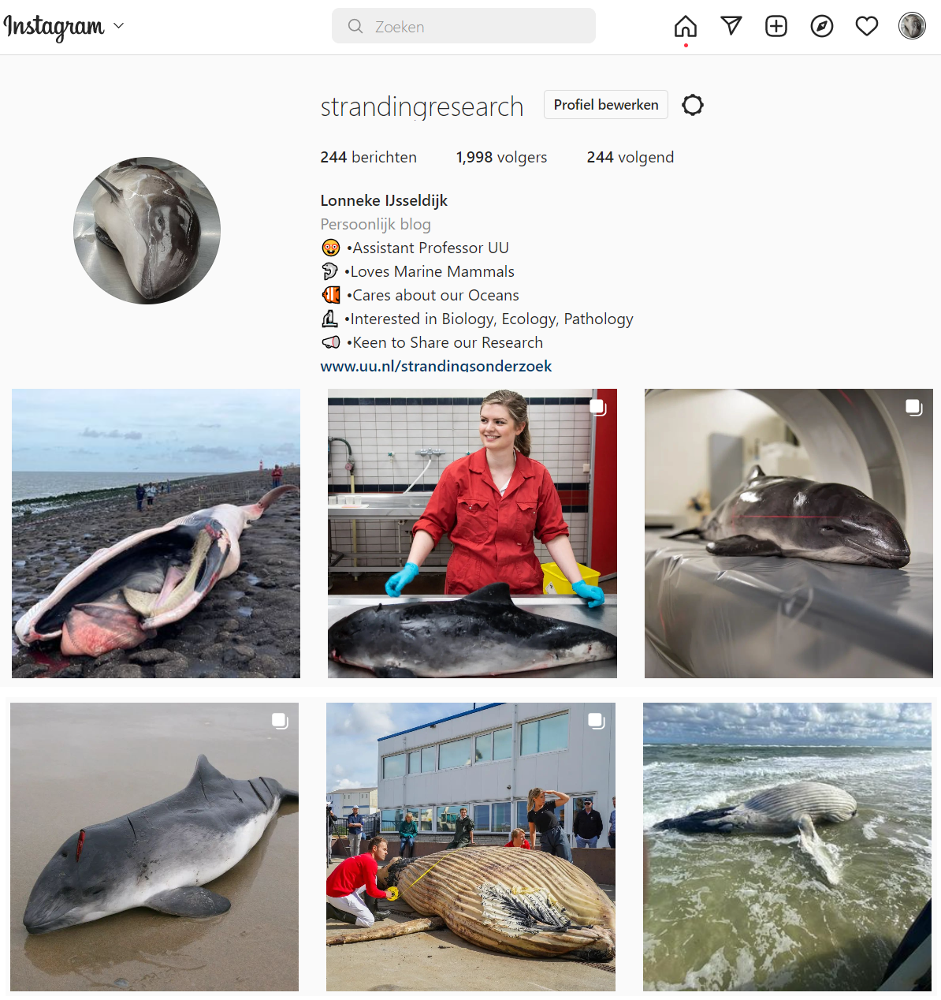 Instagram
Zoeken
strandingresearch
Profiel bewerken
244 berichten 1,998 volgers 244 volgend
Lonneke IJsseldijk
Persoonlijk blog
•Assistant Professor UU
•Loves Marine Mammals
•Cares about our Oceans
•Interested in Biology, Ecology, Pathology
•Keen to Share our Research
www.uu.nl/strandingsonderzoek